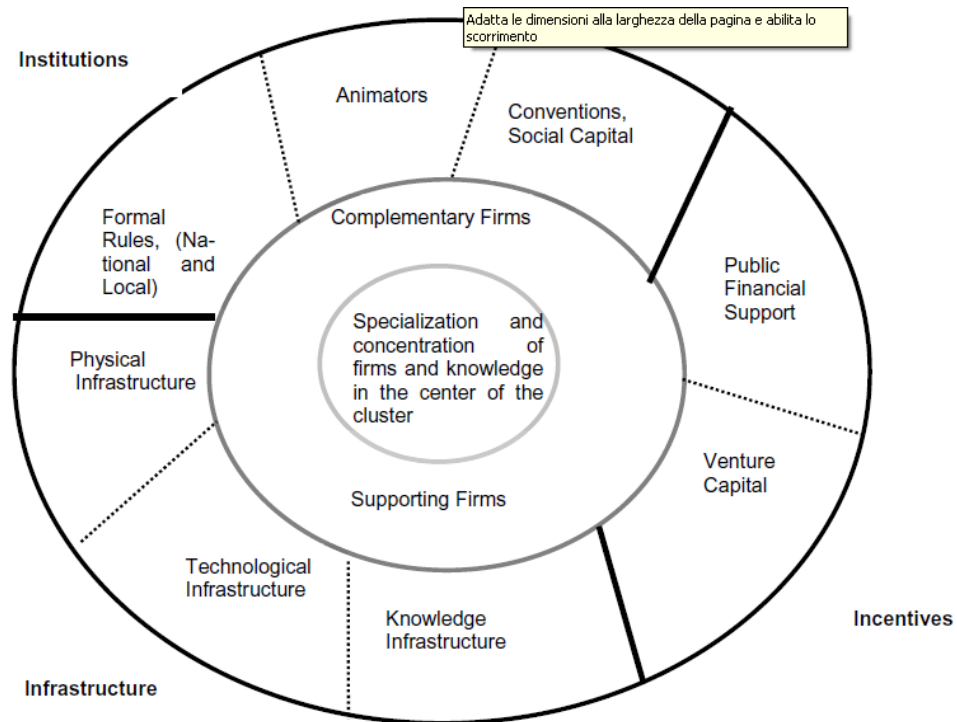 Adatta le dimensioni alla larghezza della pagina e abilita lo
scorrimento
Institutions
Animators
Conventions,
Social Capital
Formal
Rules, (Na-
tional and
Local)
Complementary Firms
Public
Financial
Support
Physical
Infrastructure
Specialization and
concentration of
firms and knowledge
in the center of the
cluster
Venture
Capital
Supporting Firms
Technological
Infrastructure
Knowledge
Infrastructure
Incentives
Infrastructure